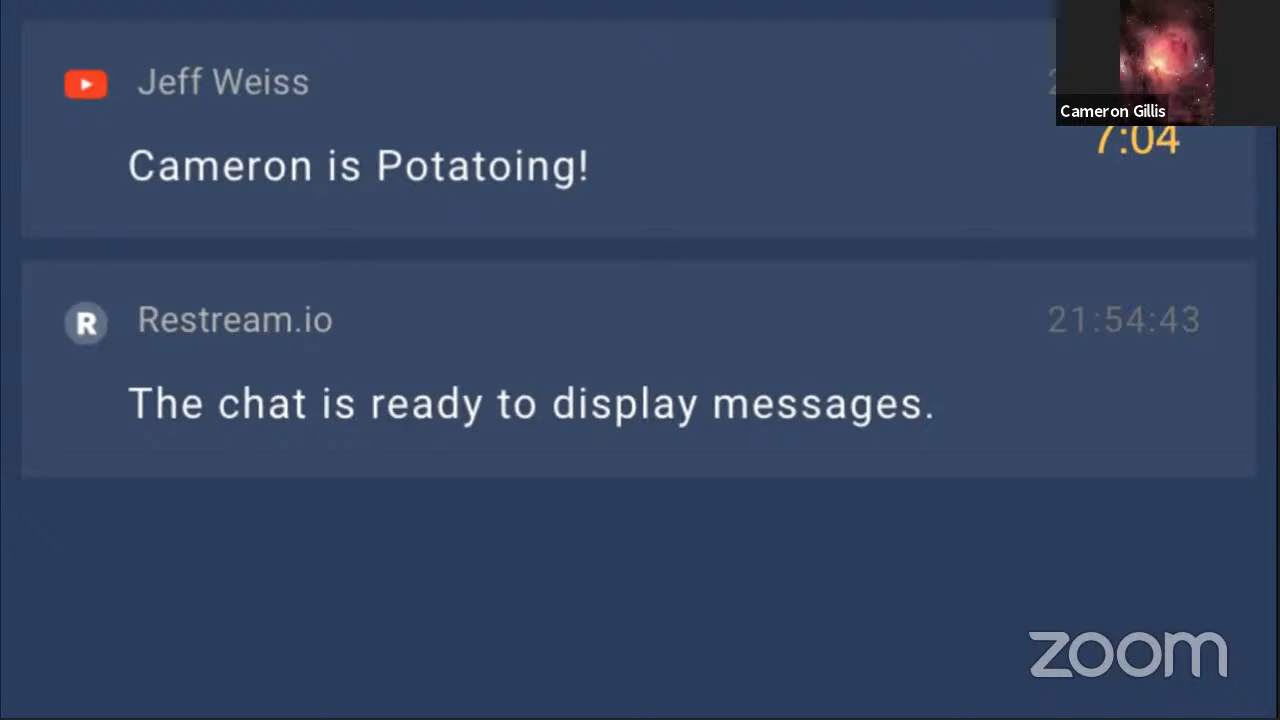 Jeff Weiss
Cameron Gillis
7:04
Cameron is Potatoing!
R Restream.io 21:54:43
The chat is ready to display messages.
zoom